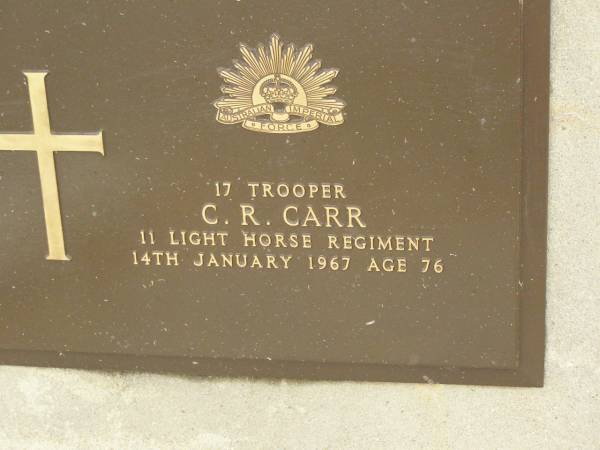 AUSTRALIAN IMPERIAL
FORCE
17 TROOPER
C. R. CARR
11 LIGHT HORSE REGIMENT
14TH JANUARY 1967 AGE 76